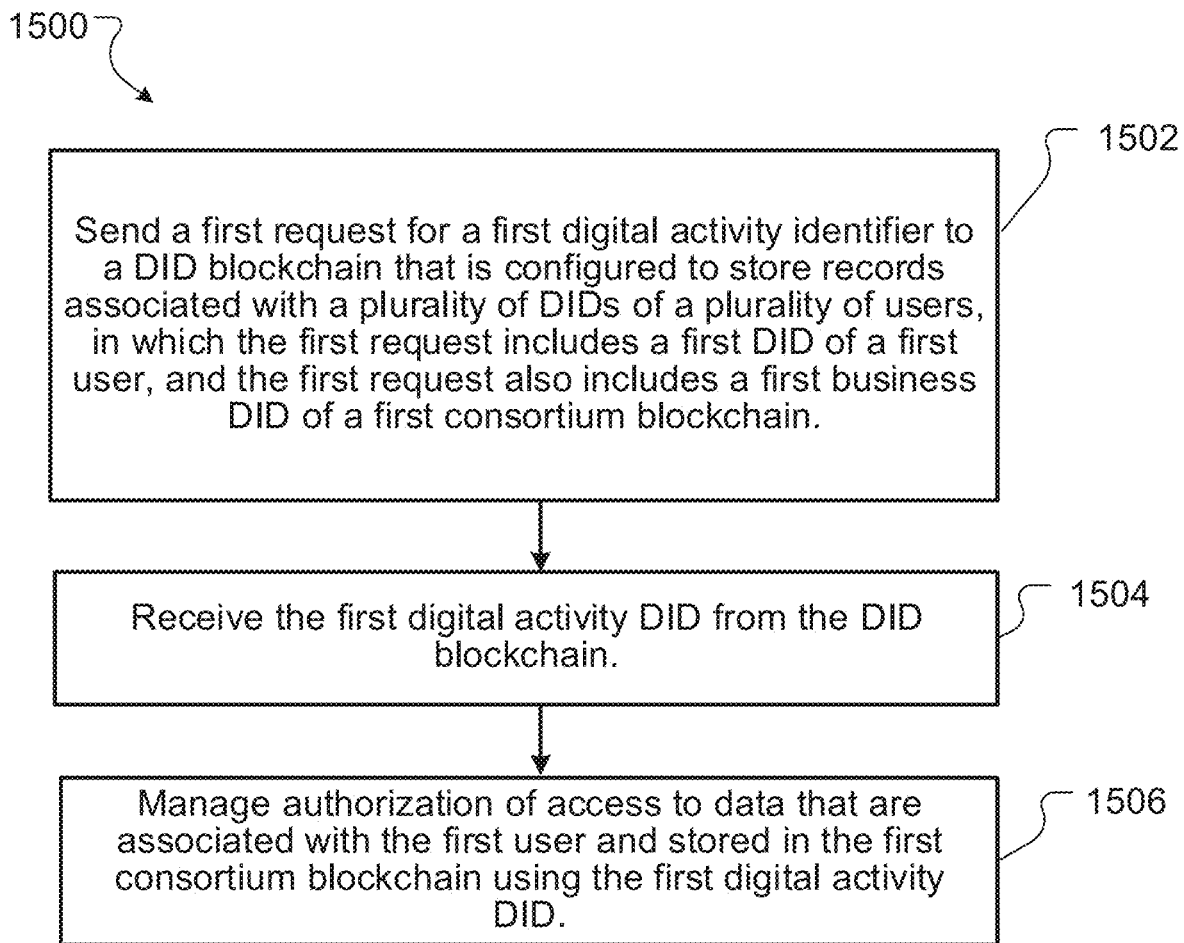 1500
1502
Send a first request for a first digital activity identifier to
a DID blockchain that is configured to store records
associated with a plurality of DIDs of a plurality of users,
in which the first request includes a first DID of a first
user, and the first request also includes a first business
DID of a first consortium blockchain.
1504
Receive the first digital activity DID from the DID
blockchain.
1506
Manage authorization of access to data that are
associated with the first user and stored in the first
consortium blockchain using the first digital activity
DID.